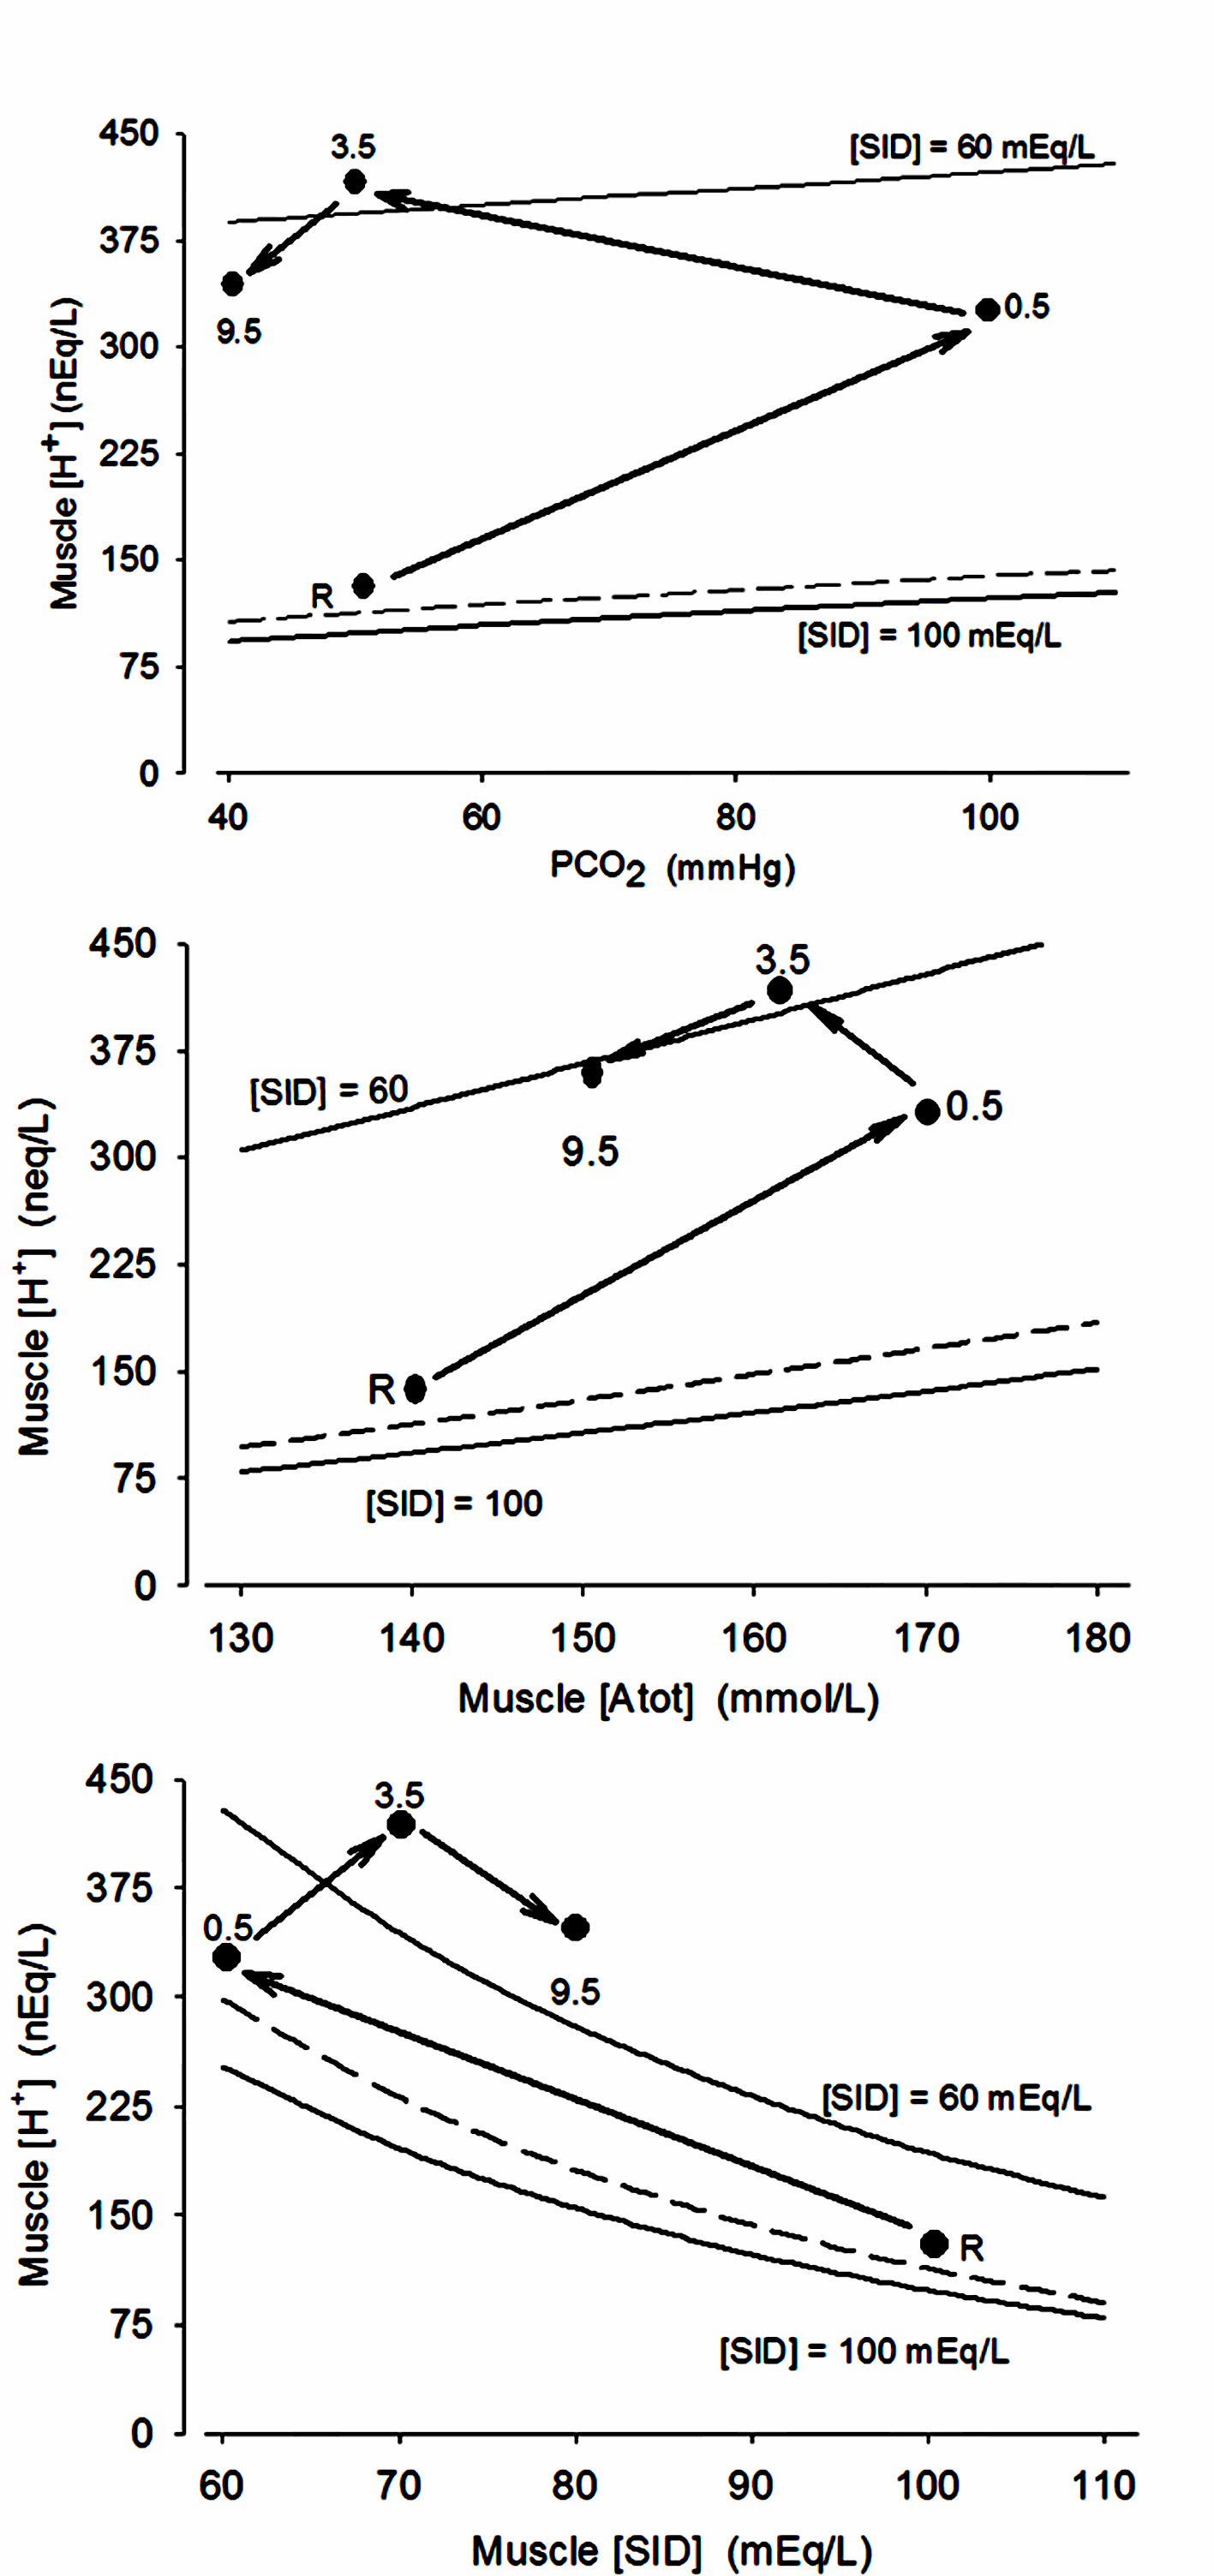 450
3.5
[SID] = 60 mEq/L
375
0.5
9.5
300
Muscle [H+] (nEq/L)
225
150
R
[SID] = 100 mEq/L
75
0
40 60 80 100
PCO2 (mmHg)
450
3.5
375
[SID] = 60
0.5
9.5
300
Muscle [H+] (neq/L)
225
150
R
75
[SID] = 100
0
130 140 150 160 170 180
Muscle [Atot] (mmol/L)
450
3.5
375
0.5
9.5
300
Muscle [H+] (nEq/L)
225
[SID] = 60 mEq/L
150
R
75
[SID] = 100 mEq/L
0
60 70 80 90 100 110
Muscle [SID] (mEq/L)